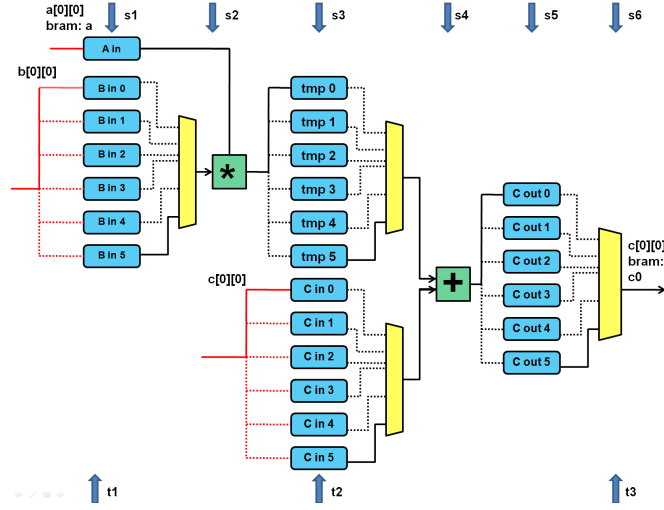 a[0][0]
bram: a
s1
s2
s3
s4
s5
s6
A in
b[0][0]
B in 0
B in 1
B in 2
B in 3
B in 4
B in 5
*
tmp 0
tmp 1
tmp 2
tmp 3
tmp 4
tmp 5
c[0][0]
C in 0
C in 1
C in 2
C in 3
C in 4
C in 5
+
C out 0
C out 1
C out 2
C out 3
C out 4
C out 5
c[0][0]
bram:
c0
t1
t2
t3